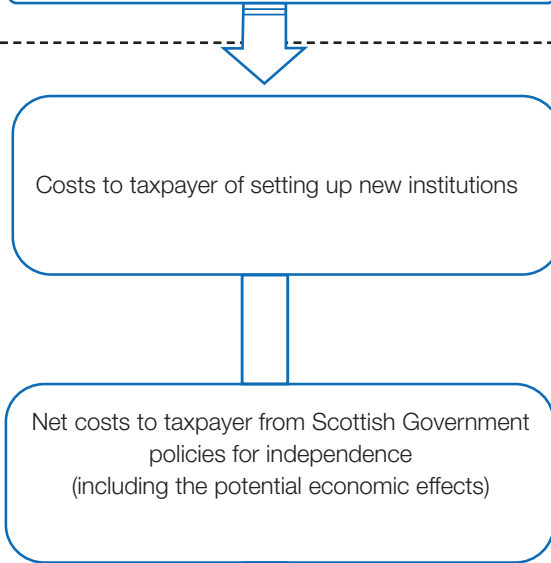 Costs to taxpayer of setting up new institutions
Net costs to taxpayer from Scottish Government
policies for independence
(including the potential economic effects)